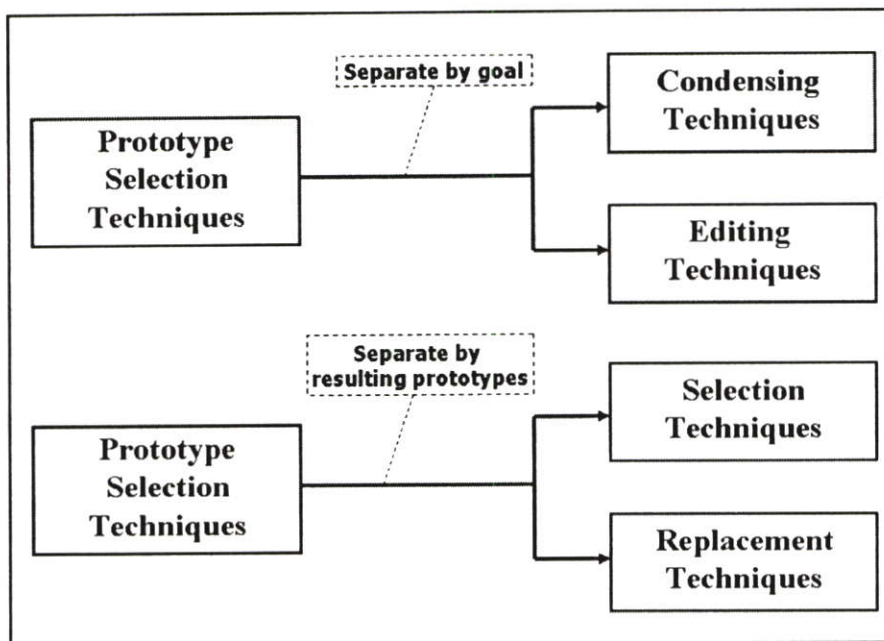 Separate by goal
Prototype
Selection
Techniques
Condensing
Techniques
Editing
Techniques
Separate by
resulting prototypes
Prototype
Selection
Techniques
Selection
Techniques
Replacement
Techniques